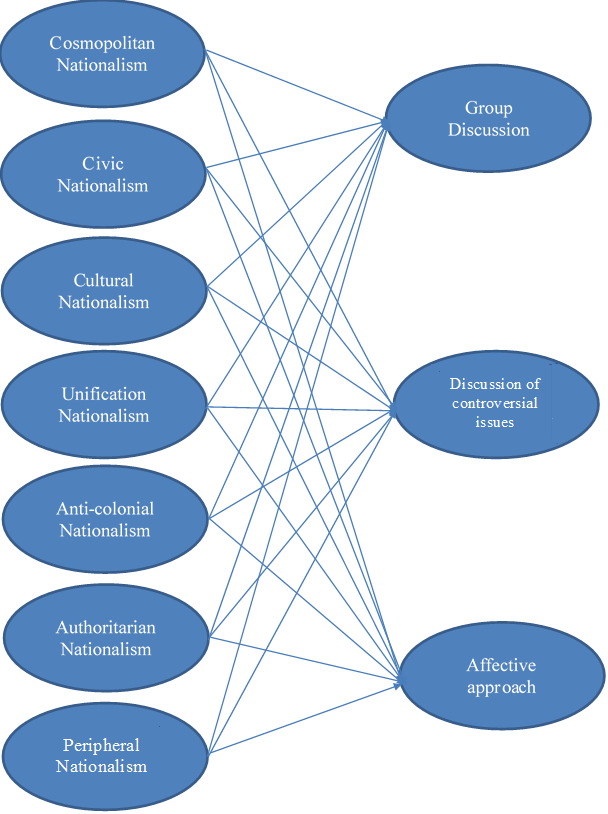 Cosmopolitan
Nationalism
Civic
Nationalism
Cultural
Nationalism
Unification
Nationalism
Anti-colonial
Nationalism
Authoritarian
Nationalism
Peripheral
Nationalism
Group
Discussion
Discussion of
controversial
issues
Affective
approach